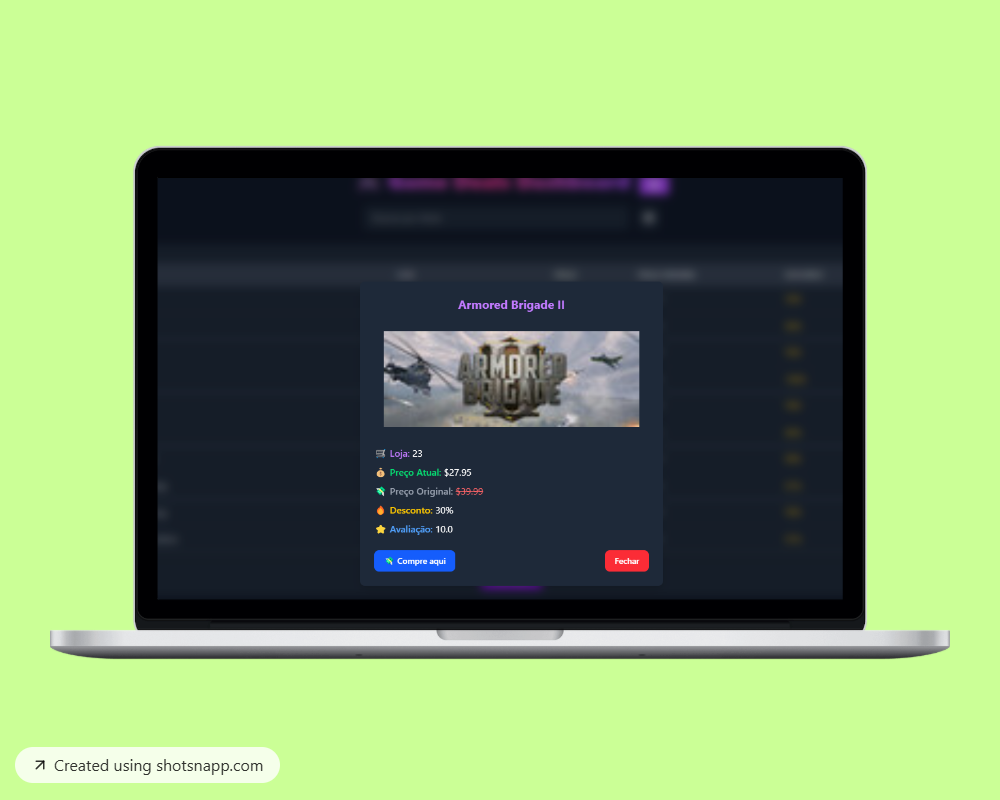 Armored Brigade II
ARMORED
BRIGADE
Loja: 23
Preço Atual: $27.95
Preço Original: $39.99
Desconto: 30%
Avaliação: 10.0
Compre aqui
Fechar
Created using shotsnapp.com